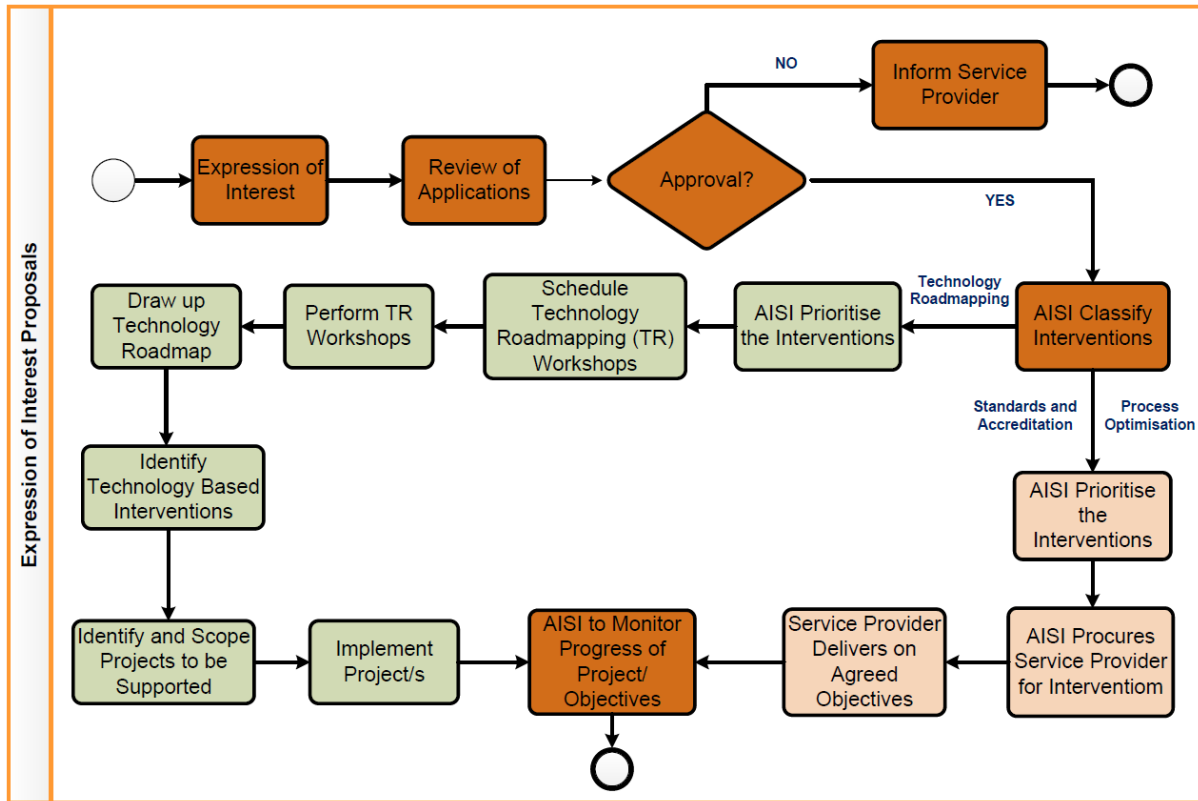 Expression of Interest Proposals
NO
Inform Service
Provider
Expression of
Interest
Review of
Applications
Approval?
YES
Draw up
Technology
Roadmap
Perform TR
Workshops
Schedule
Technology
Roadmapping (TR)
Workshops
AISI Prioritise
the Interventions
Technology
Roadmapping
AISI Classify
Interventions
Standards and
Accreditation
Process
Optimisation
Identify
Technology Based
Interventions
AISI Prioritise
the
Interventions
Identify and Scope
Projects to be
Supported
Implement
Project/s
AISI to Monitor
Progress of
Project/
Objectives
Service Provider
Delivers on
Agreed
Objectives
AISI Procures
Service Provider
for Interventiom